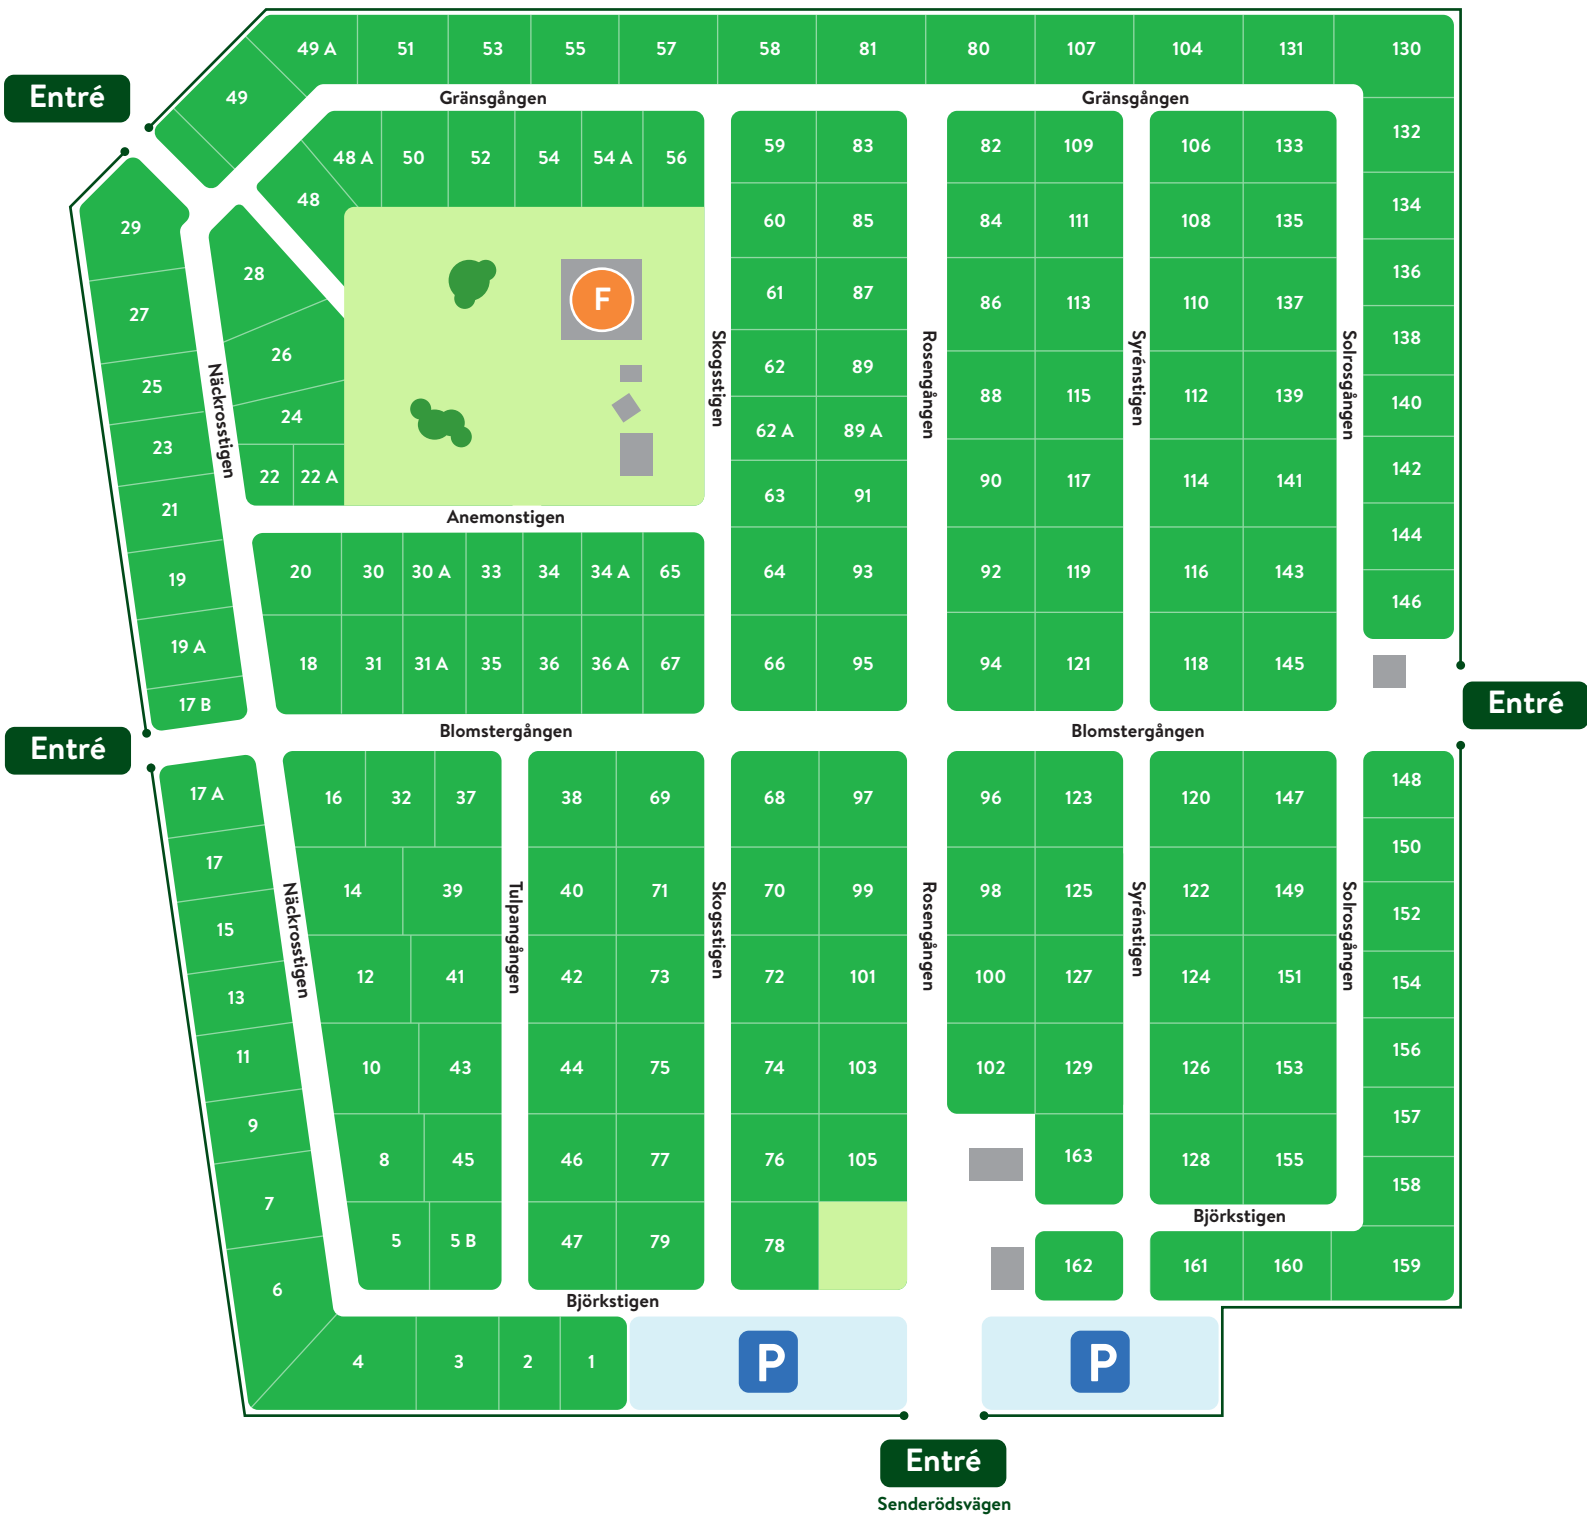 49 A 51 53 55 57 58 81 80 107 104 131 130
Entré
49
Gränsgången
Gränsgången
132
48 A 50 52 54 54 A 56
59 83
82 109
106 133
48
134
29
60 85
84 111
108 135
28
136
F
27
61 87
86 113
110 137
138
26
Näckrosstigen
Skogsstigen
Rosengången
Syrénstigen
Solrosgången
25
62 89
88 115
112 139
140
24
23
62 A 89 A
142
22 22 A
90 117
114 141
21
63 91
Anemonstigen
144
19
20 30 30 A 33 34 34 A 65
64 93
92 119
116 143
146
19 A
18 31 31 A 35 36 36 A 67
66 95
94 121
118 145
17 B
Entré
Blomstergången
Blomstergången
Entré
17 A
16 32 37
38 69
68 97
96 123
120 147
148
17
150
14 39
40 71
70 99
98 125
122 149
152
15
Näckrosstigen
Tulpangången
Skogsstigen
Rosengången
Syrénstigen
Solrosgången
13
12 41
42 73
72 101
100 127
124 151
154
11
10 43
44 75
74 103
102 129
126 153
156
9
157
8 45
46 77
76 105
163
128 155
158
7
Björkstigen
5 5 B
47 79
78
162
161 160 159
6
Björkstigen
4 3 2 1
P
P
Entré
Senderödsvägen